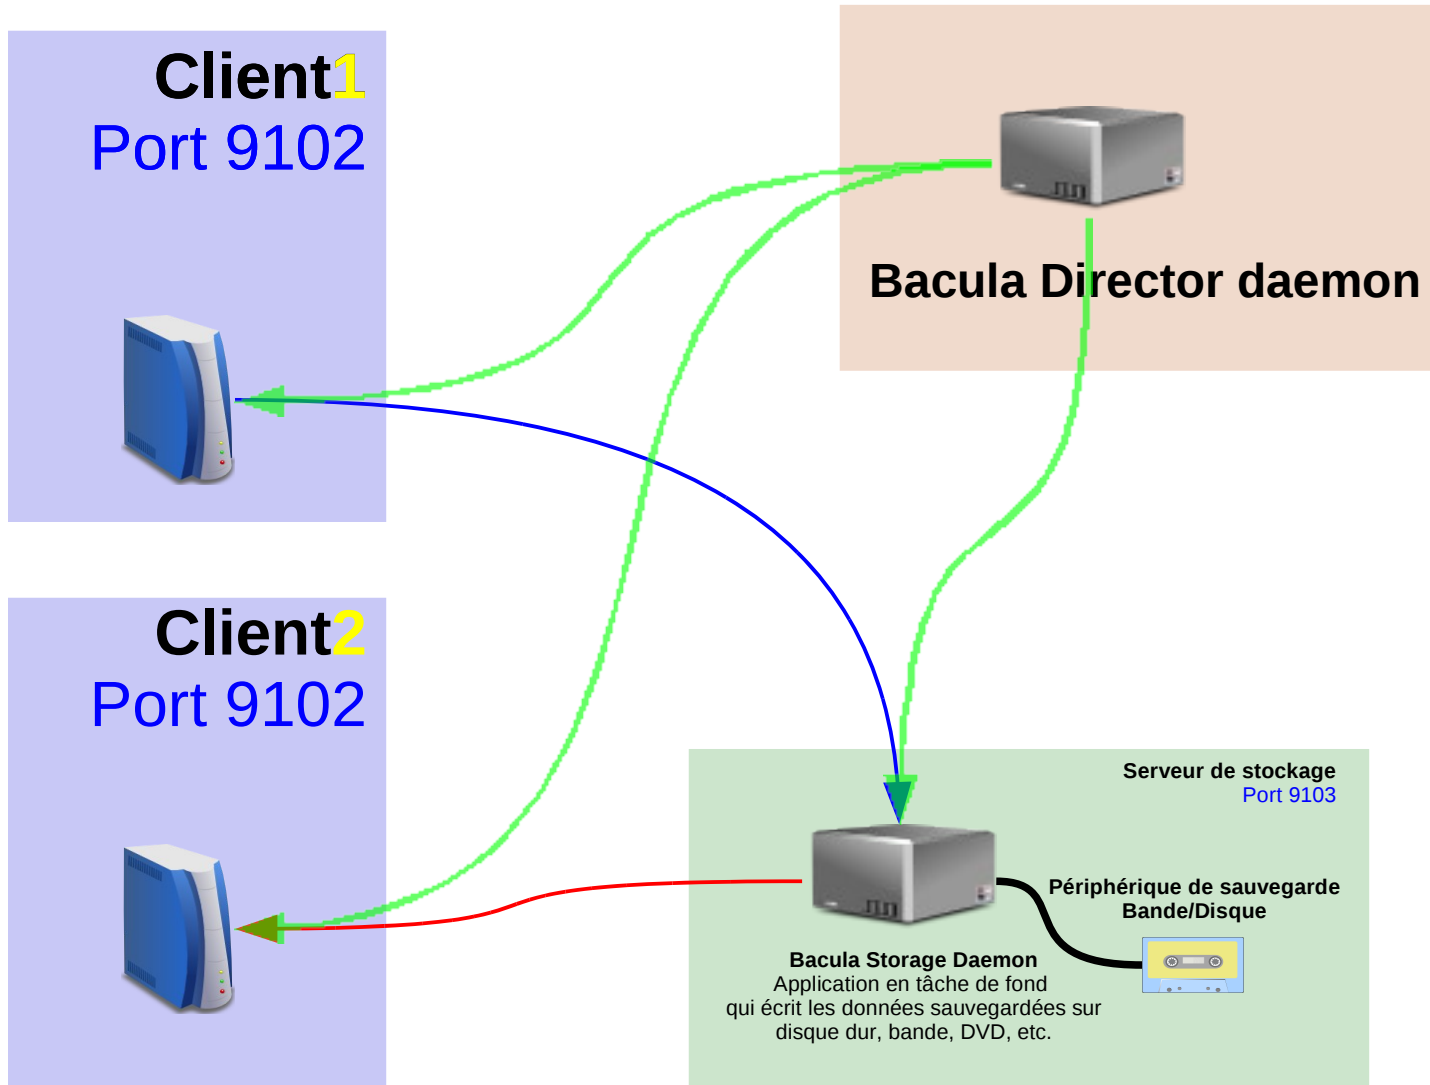 Client1
Port 9102
Bacula Director daemon
Client2
Port 9102
Serveur de stockage
Port 9103
Périphérique de sauvegarde
Bande/Disque
Bacula Storage Daemon
Application en tâche de fond
qui écrit les données sauvegardées sur
disque dur, bande, DVD, etc.